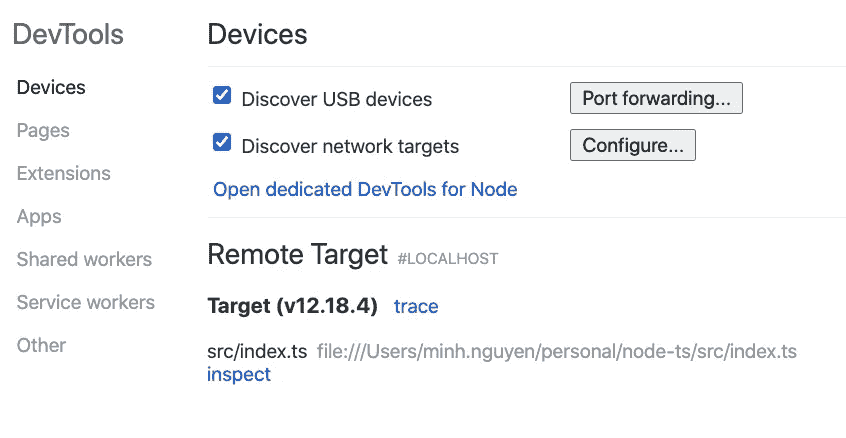 DevTools
Devices
Pages
Extensions
Apps
Shared workers
Service workers
Other
Devices
Discover USB devices
Port forwarding...
Discover network targets
Configure...
Open dedicated DevTools for Node
Remote Target #LOCALHOST
Target (v12.18.4) trace
src/index.ts file:///Users/minh.nguyen/personal/node-ts/src/index.ts
inspect